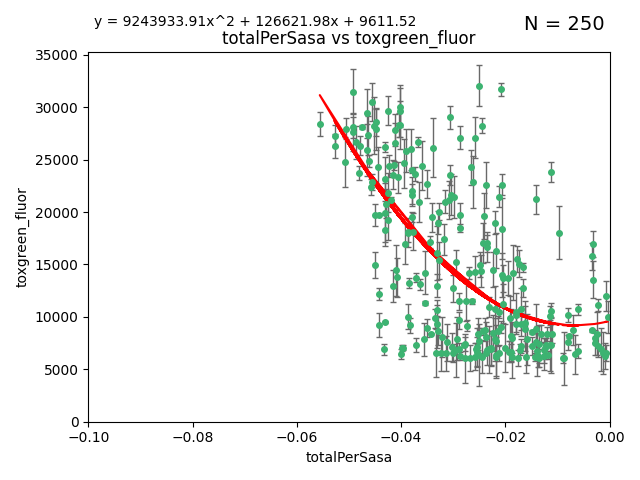 y = 9243933.91x^2 + 126621.98x + 9611.52
N = 250
totalPerSasa vs toxgreen_fluor
35000
30000
25000
20000
15000
10000
5000
0
toxgreen_fluor
−0.10
−0.08
−0.06
−0.04
−0.02
0.00
totalPerSasa